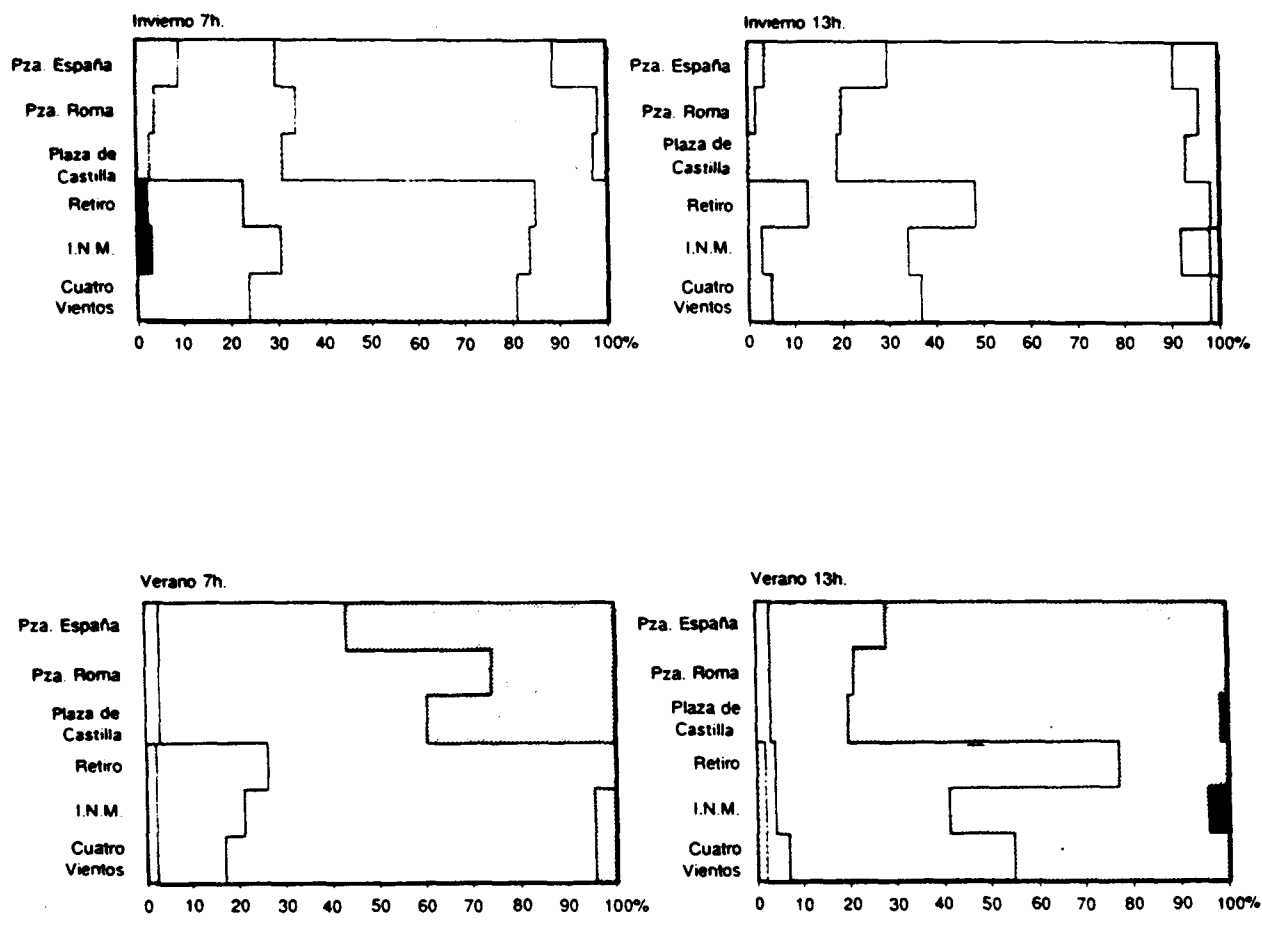 Invierno 7h.
Pza. España
Pza. Roma
Plaza de
Castilla
Retiro
I.N.M.
Cuatro
Vientos
0 10 20 30 40 50 60 70 80 90 100%
Invierno 13h.
Pza. España
Pza. Roma
Plaza de
Castilla
Retiro
I.N.M.
Cuatro
Vientos
0 10 20 30 40 50 60 70 80 90 100%
Verano 7h.
Pza. España
Pza. Roma
Plaza de
Castilla
Retiro
I.N.M.
Cuatro
Vientos
0 10 20 30 40 50 60 70 80 90 100%
Verano 13h.
Pza. España
Pza. Roma
Plaza de
Castilla
Retiro
I.N.M.
Cuatro
Vientos
0 10 20 30 40 50 60 70 80 90 100%